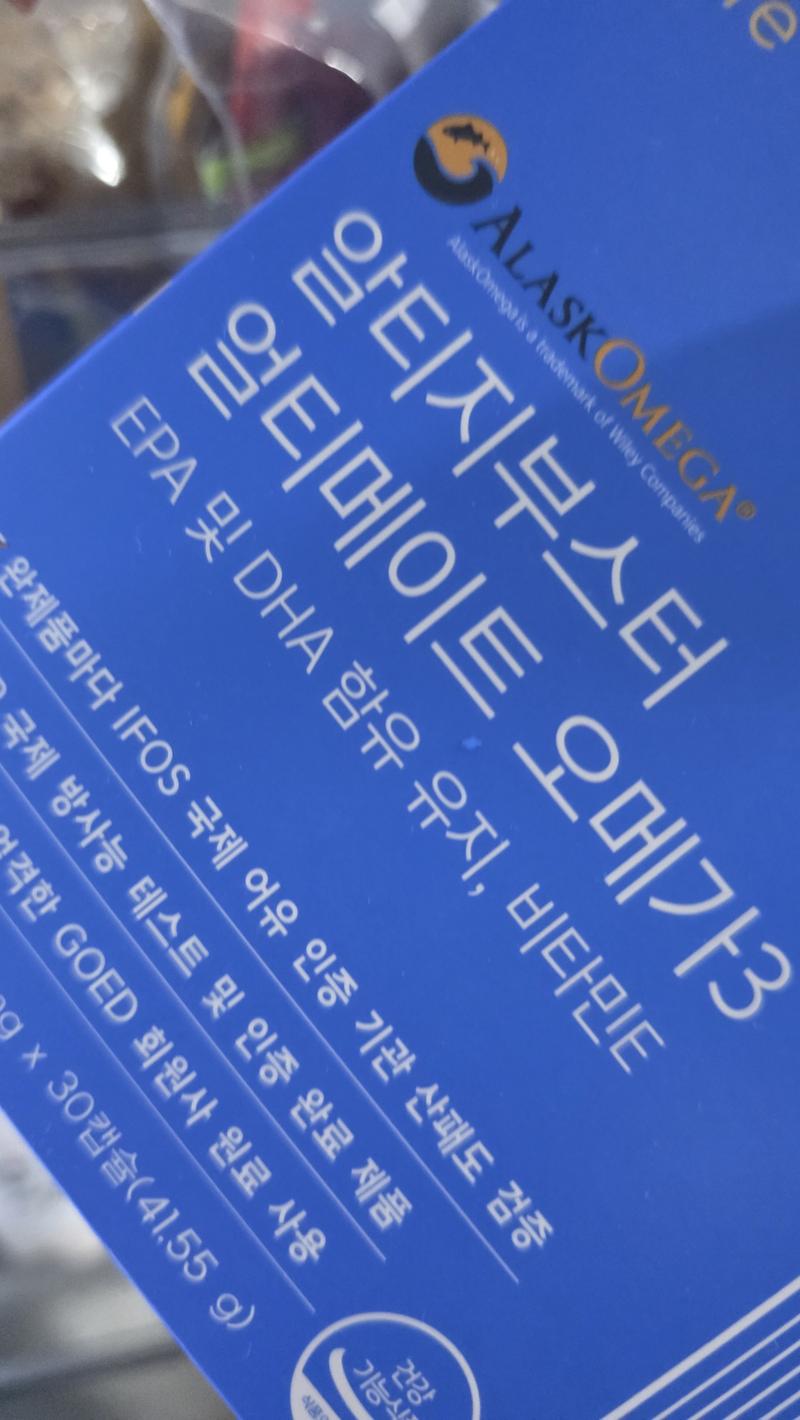 ALASKOMEGA®
AlaskOmega is a trademark of Wiley Companies
알티지부스터
얼티메이트 오메가3
EPA 및 DHA 함유 유지, 비타민E
완제품마다 IFOS 국제 어유 인증 기관 산패도 검증
국제 방사능 테스트 및 인증 완료 제품
엄격한 GOED 회원사 원료 사용
x 30캡슐(41.55 g)
건강